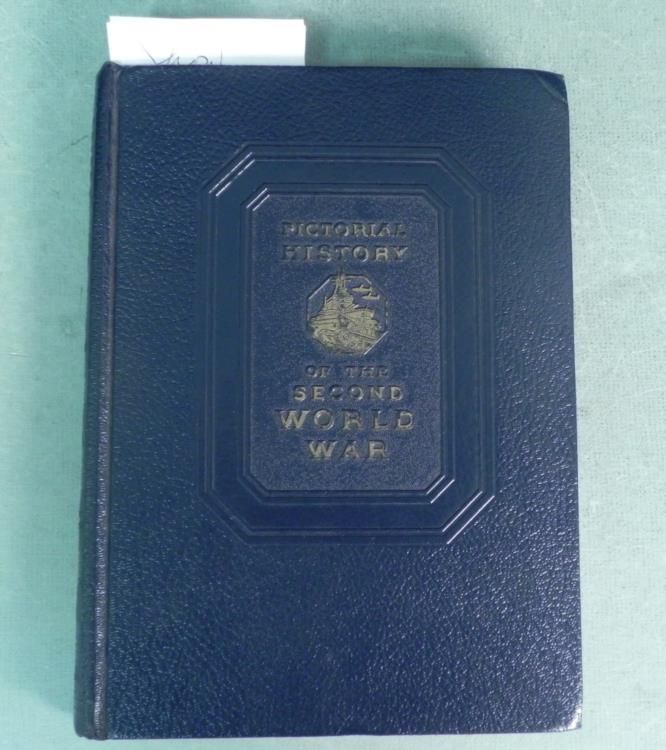 PICTORIAL
HISTORY
OF THE
SECOND
WORLD
WAR